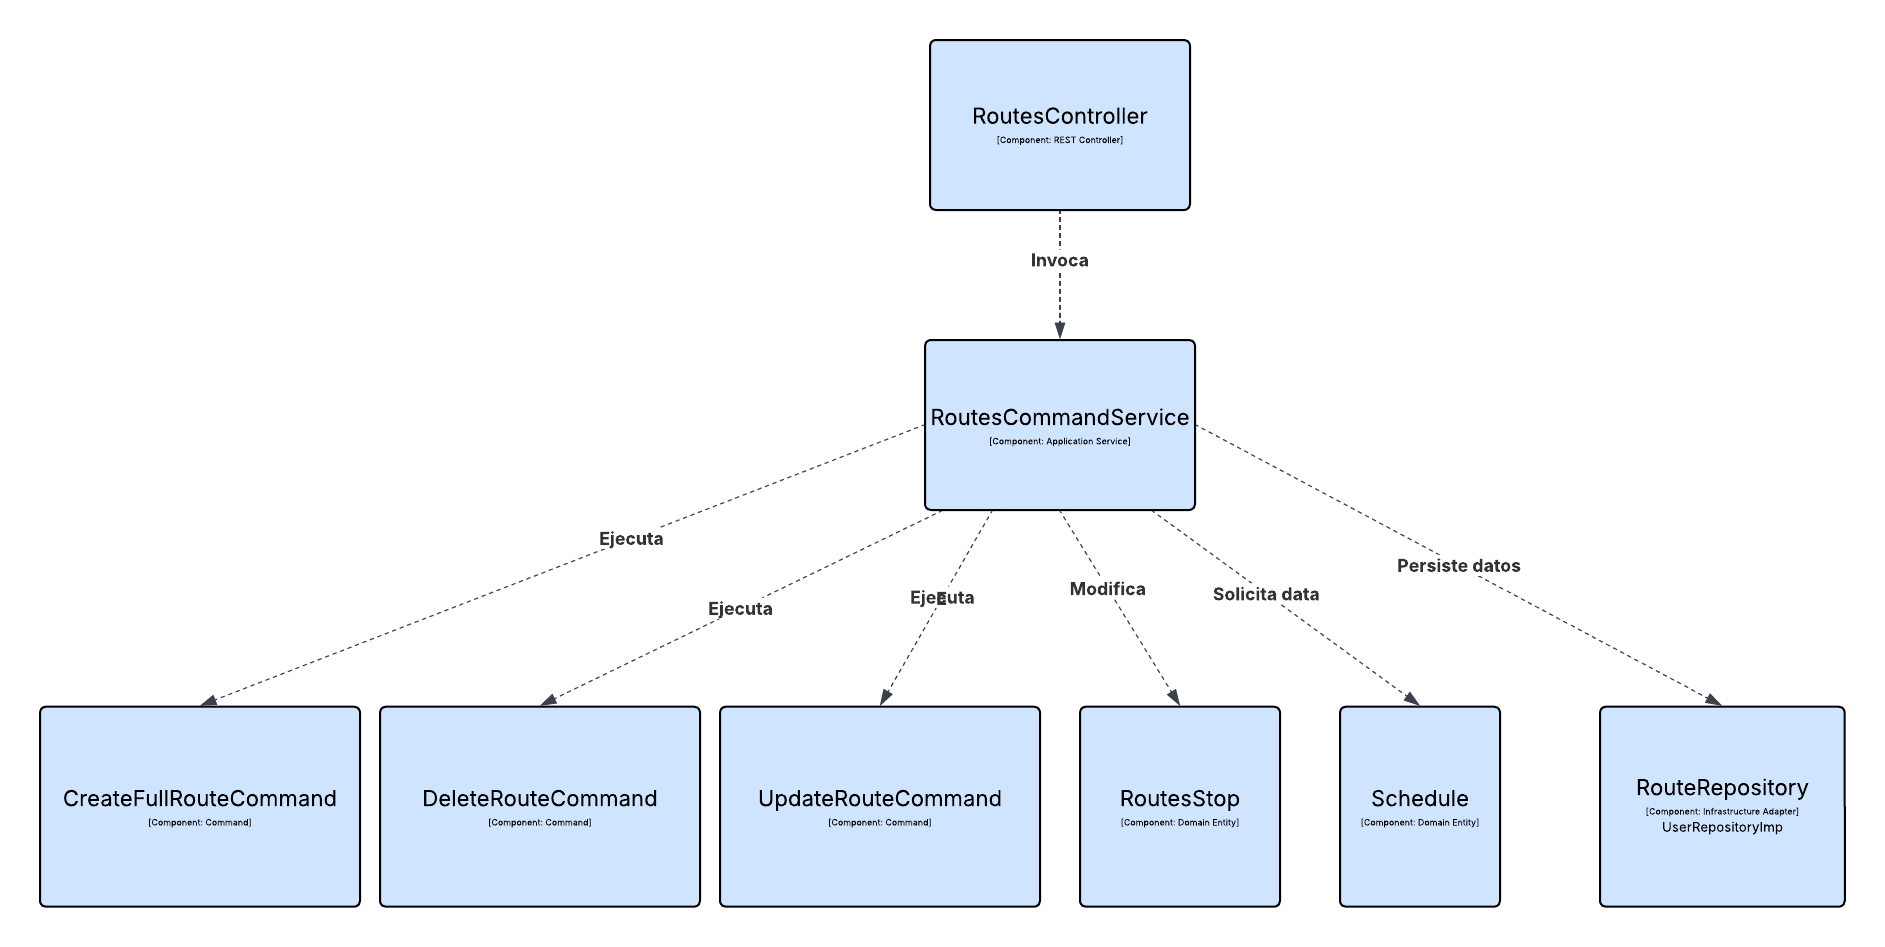 RoutesController
[Component: REST Controller]
Invoca
RoutesCommandService
[Component: Application Service]
Ejecuta
Ejecuta
Ejecuta
Modifica
Solicita data
Persiste datos
CreateFullRouteCommand
[Component: Command]
DeleteRouteCommand
[Component: Command]
UpdateRouteCommand
[Component: Command]
RoutesStop
[Component: Domain Entity]
Schedule
[Component: Domain Entity]
RouteRepository
[Component: Infrastructure Adapter]
UserRepositoryImp